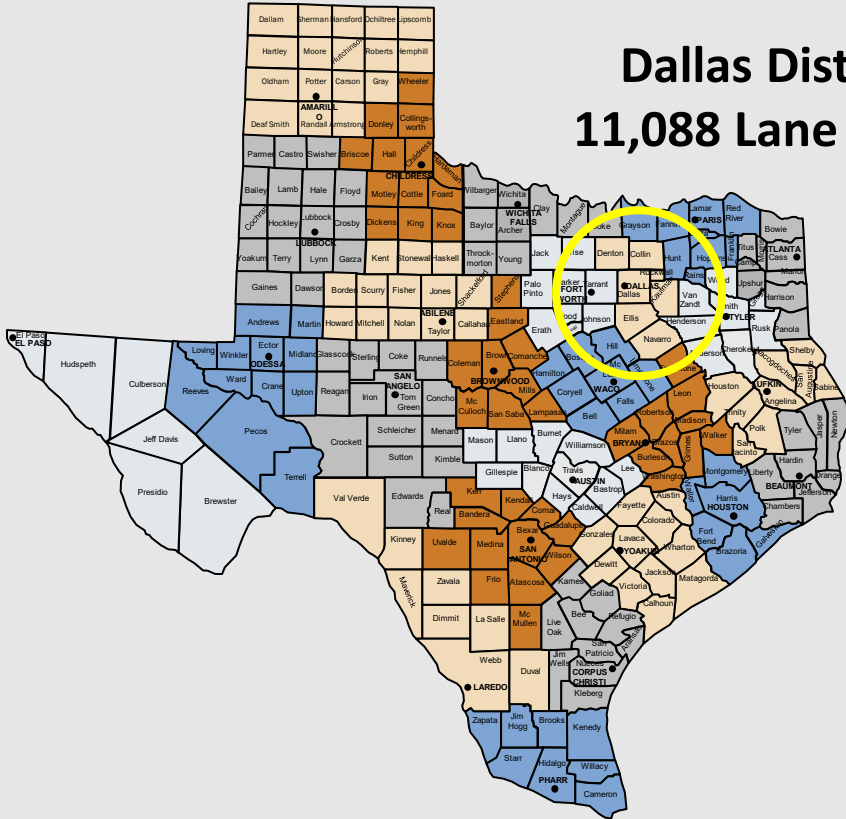 Dallas Dist
11,088 Lane
Dallam Sherman Hansford Ochiltree Lipscomb
Hartley Moore Hutchinson Roberts Hemphill
Oldham Potter Carson Gray Wheeler
AMARILL
O
Deaf Smith Randall Armstrong Donley Collings-
worth
Parmer Castro Swisher Briscoe Hall Childress
CHILDRESS Hardeman
Bailey Lamb Hale Floyd Motley Cottie Foard Wilbarger Wichita Clay Montague Cooke Grayson Fannin Lamar Red
River Bowie
WICHITA
FALLS PARIS
Cochran Hockley Lubbock Crosby Dickens King Knox Baylor Archer Jack Wise Denton Collin Hunt Hopkins Franklin Titus Morris Cass ATLANTA
LUBBOCK
Yoakum Terry Lynn Garza Kent Stonewall Haskell Throck-
morton Young Rockwall Rains Wood Camp Upshur Marion
Gaines Dawson Borden Scurry Fisher Jones Shackelford Stephens Palo
Pinto Parker Tarrant Dallas Kaufman Van
Zandt Smith Harrison
FORT
WORTH DALLAS TYLER
Andrews Martin Howard Mitchell Nolan Taylor Callahan Eastland Erath Hood Johnson Ellis Henderson Rusk Panola
ABILENE
El Paso
EL PASO
Hudspeth Culberson Loving Winkler Ector Midland Glasscock Sterling Coke Runnels Coleman Brown Comanche Hamilton Bosque Hill Navarro Anderson Cherokee Nacogdoches Shelby
ODESSA BROWNWOOD WACO
Reeves Ward Crane Upton Reagan Irion Tom
Green Concho Mc
Culloch San Saba Mills Lampasas Coryell Mc Limestone Falls Leon Houston Angelina San
Augustine Sabine
SAN
ANGELO LUFKIN
Jeff Davis Pecos Crockett Schleicher Menard Mason Llano Burnet Bell Milam Robertson Madison Trinity Polk Tyler Jasper Newton
BRYAN Brazos
Presidio Brewster Terrell Sutton Kimble Gillespie Blanco Williamson Burleson Grimes Walker San
Jacinto Hardin
Travis Lee Washington Montgomery Liberty Orange
AUSTIN BEAUMONT
Val Verde Edwards Real Kerr Kendall Hays Bastrop Austin Waller Harris Chambers Jefferson
Bandera Comal Caldwell Fayette HOUSTON
Kinney Uvalde Medina Bexar Guadalupe Gonzales Colorado Fort
Bend Brazoria Galveston
SAN
ANTONIO Wilson Lavaca Wharton
YOAKUM
Maverick Zavala Frio Atascosa Karnes Dewitt Jackson Matagorda
Dimmit La Salle Mc
Mullen Live
Oak Bee Goliad Victoria Calhoun
Refugio
Webb Duval Jim
Wells San
Patricio Aransas
Nueces
CORPUS
CHRISTI
LAREDO Kleberg
Zapata Jim
Hogg Brooks Kenedy
Starr Hidalgo Willacy
PHARR Cameron